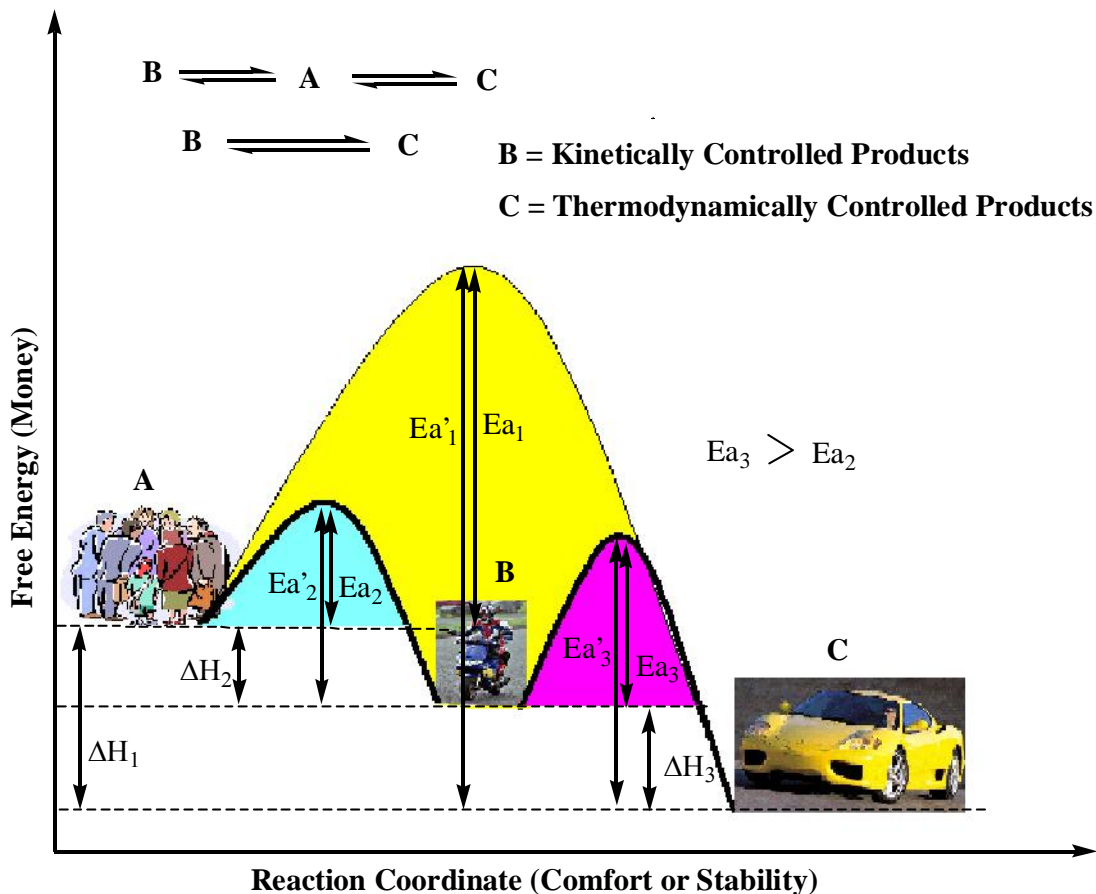 B ⇌ A ⇌ C
B ⇌ C
B = Kinetically Controlled Products
C = Thermodynamically Controlled Products
Free Energy (Money)
Ea'₁ Ea₁
Ea₃ > Ea₂
A
B
Ea'₂ Ea₂
Ea'₃ Ea₃
C
ΔH₂
ΔH₁
ΔH₃
Reaction Coordinate (Comfort or Stability)